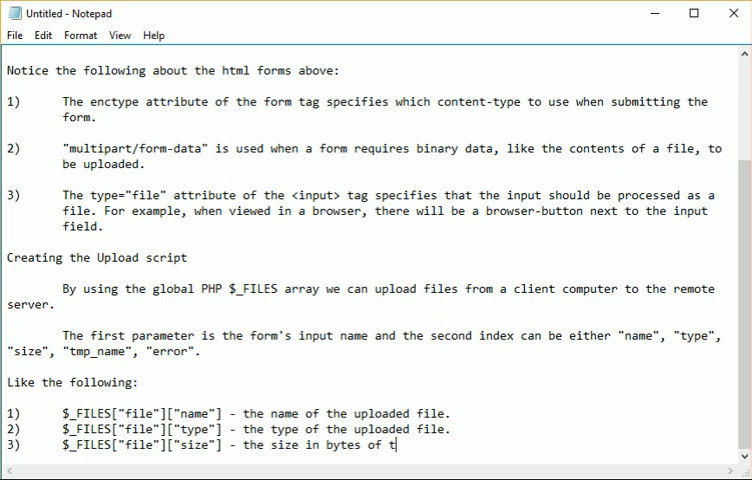 Untitled - Notepad
File Edit Format View Help
Notice the following about the html forms above:
1) The enctype attribute of the form tag specifies which content-type to use when submitting the
form.
2) "multipart/form-data" is used when a form requires binary data, like the contents of a file, to
be uploaded.
3) The type="file" attribute of the <input> tag specifies that the input should be processed as a
file. For example, when viewed in a browser, there will be a browser-button next to the input
field.
Creating the Upload script
By using the global PHP $_FILES array we can upload files from a client computer to the remote
server.
The first parameter is the form's input name and the second index can be either "name", "type",
"size", "tmp_name", "error".
Like the following:
1) $_FILES["file"]["name"] - the name of the uploaded file.
2) $_FILES["file"]["type"] - the type of the uploaded file.
3) $_FILES["file"]["size"] - the size in bytes of t